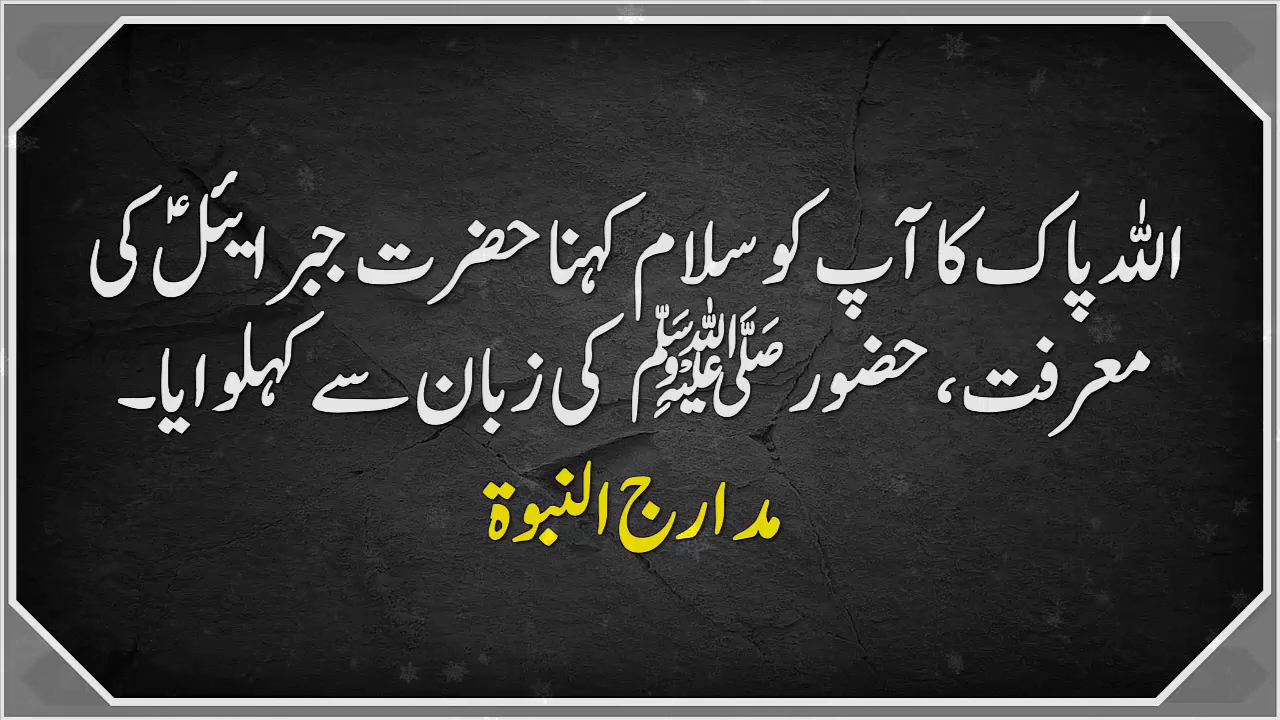 اللہ پاک کا آپ کو سلام کہنا حضرت جبرایئلؑ کی
معرفت، حضور ﷺ کی زبان سے کہلوایا۔
مدارج النبوۃ